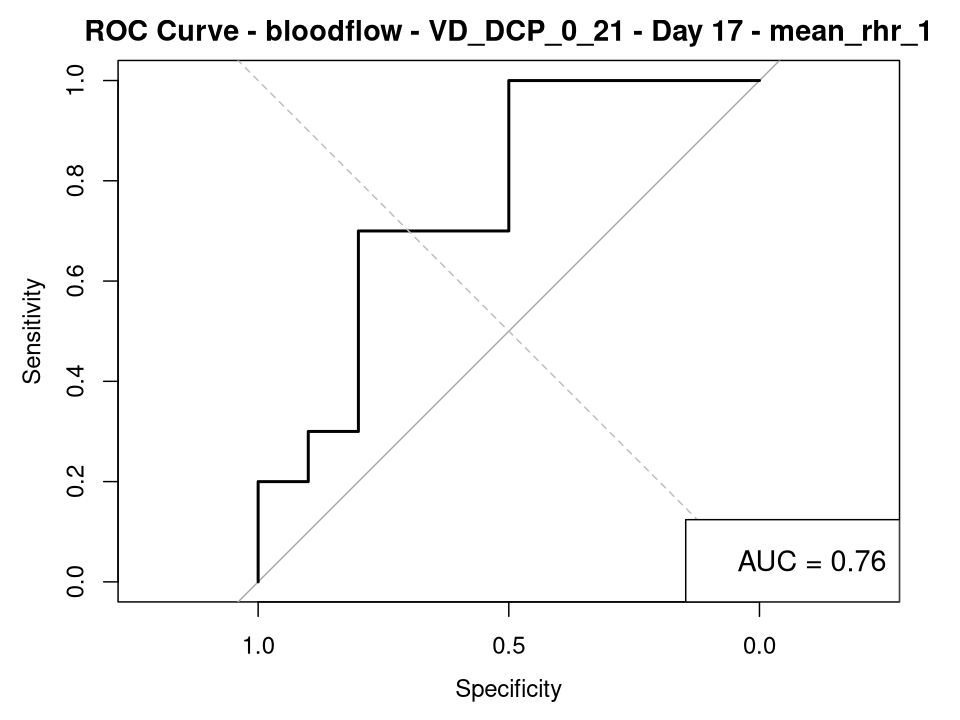 ROC Curve - bloodflow - VD_DCP_0_21 - Day 17 - mean_rhr_1
1.0
0.8
0.6
0.4
0.2
0.0
Sensitivity
AUC = 0.76
1.0 0.5 0.0
Specificity